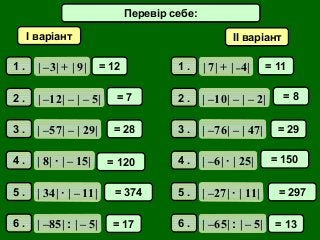 Перевір себе:
І варіант
ІІ варіант
1 . | –3| + | 9| = 12
1 . | 7| + | -4| = 11
2 . | –12| – | – 5| = 7
2 . | –10| – | – 2| = 8
3 . | –57| – | 29| = 28
3 . | –76| – | 47| = 29
4 . | 8| · | – 15| = 120
4 . | –6| · | 25| = 150
5 . | 34| · | – 11| = 374
5 . | –27| · | 11| = 297
6 . | –85| : | – 5| = 17
6 . | –65| : | – 5| = 13